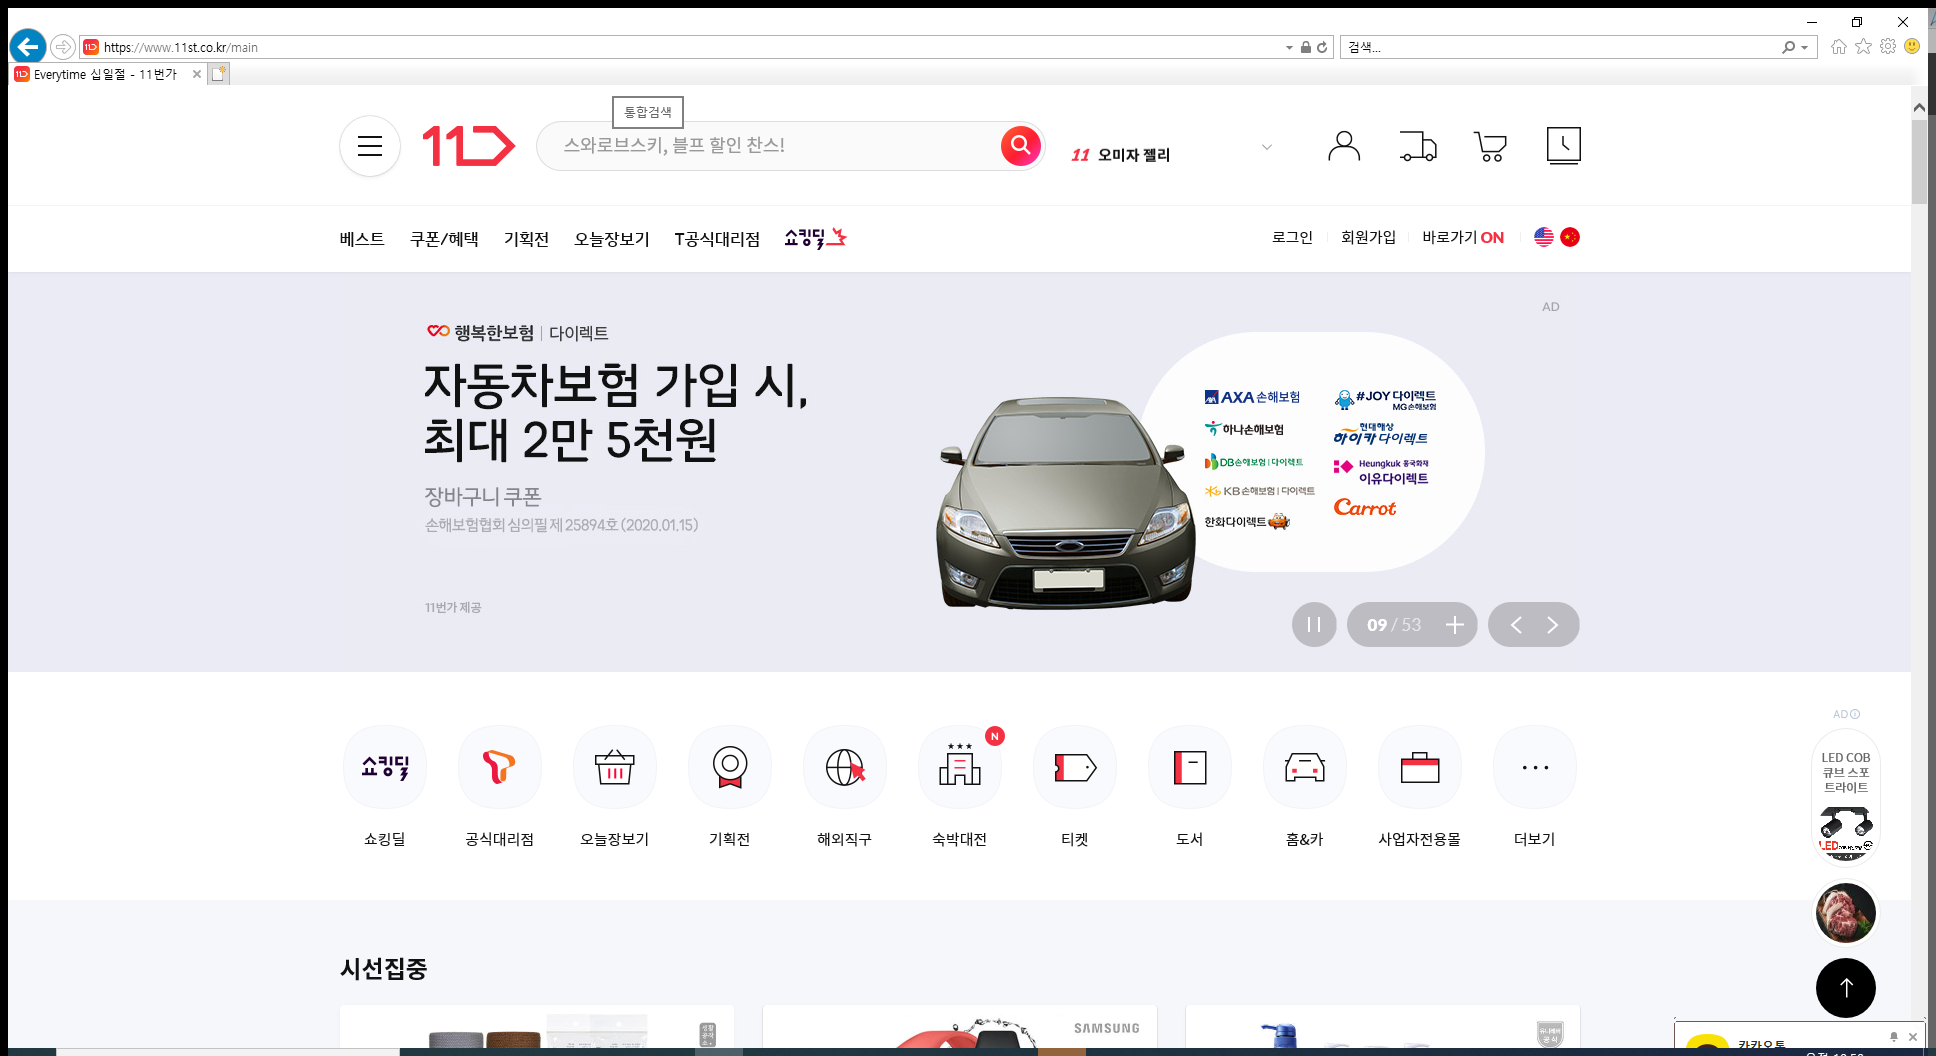 https://www.11st.co.kr/main
검색...
Everytime 십일절 - 11번가
통합검색
11
스와로브스키, 블프 할인 찬스!
11 오미자 젤리
베스트
쿠폰/혜택
기획전
오늘장보기
T공식대리점
쇼킹딜
로그인
회원가입
바로가기 ON
AD
행복한보험 | 다이렉트
자동차보험 가입 시,
최대 2만 5천원
장바구니 쿠폰
손해보험협회 심의필 제 25894호 (2020.01.15)
11번가 제공
AXA 손해보험
하나손해보험
DB손해보험 | 다이렉트
KB손해보험 | 다이렉트
한화다이렉트
#JOY 다이렉트
MG손해보험
현대해상
하이카 다이렉트
Heungkuk 흥국화재
이유다이렉트
Carrot
09 / 53
쇼킹딜
N
쇼킹딜
공식대리점
오늘장보기
기획전
해외직구
숙박대전
티켓
도서
홈&카
사업자전용몰
더보기
AD
LED COB
큐브 스포
트라이트
LED
시선집중
SAMSUNG
카카오톡